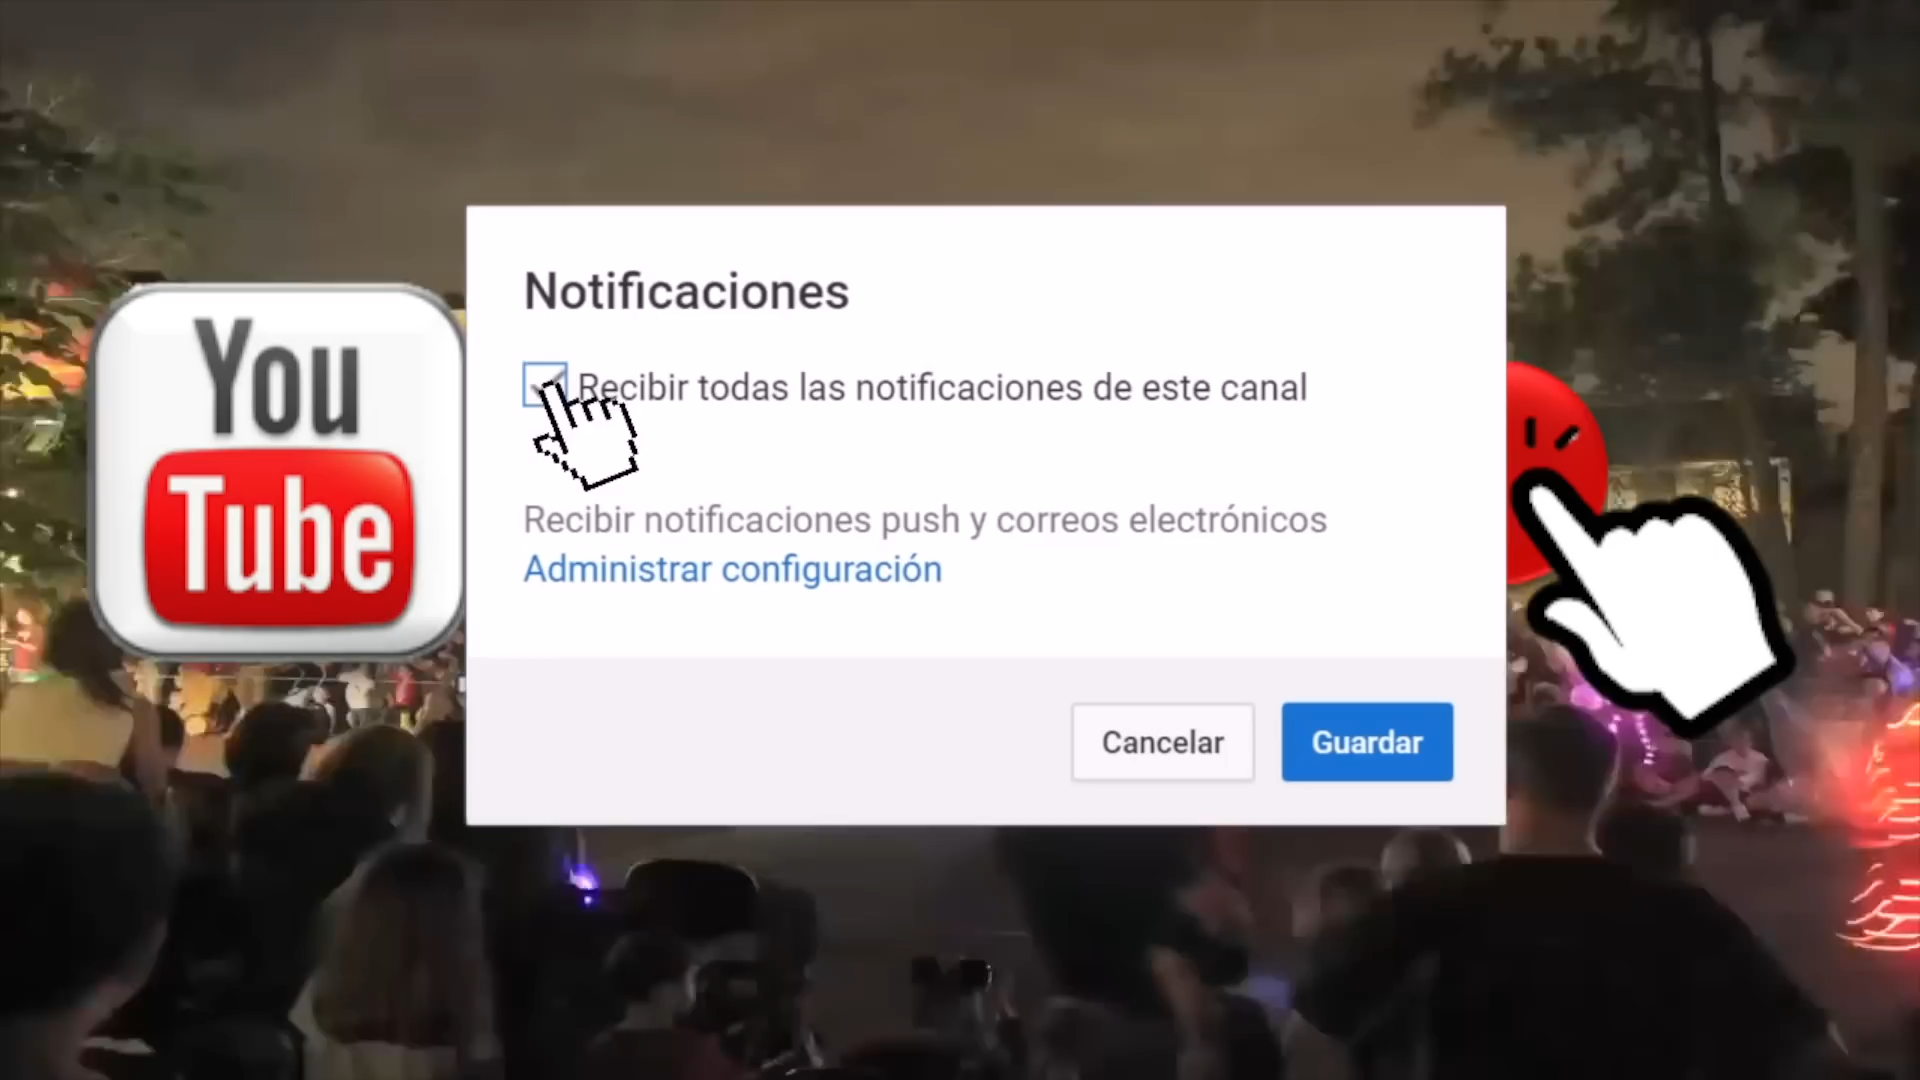 You
Tube
Notificaciones
Recibir todas las notificaciones de este canal
Recibir notificaciones push y correos electrónicos
Administrar configuración
Cancelar
Guardar